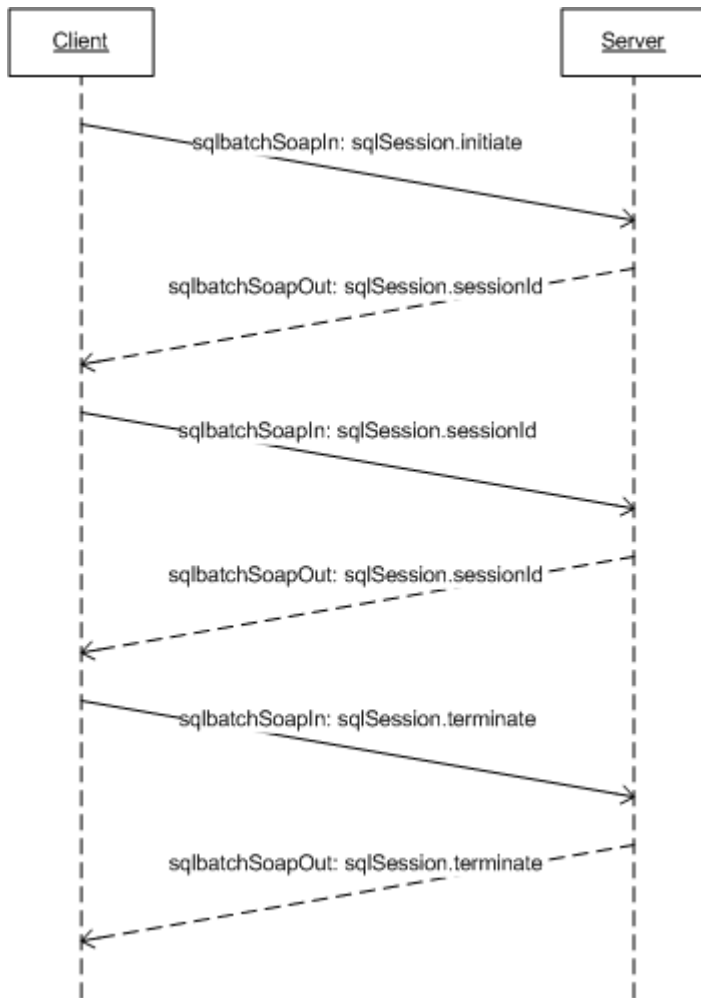 Client
Server
sqlbatchSoapIn: sqlSession.initiate
sqlbatchSoapOut: sqlSession.sessionId
sqlbatchSoapIn: sqlSession.sessionId
sqlbatchSoapOut: sqlSession.sessionId
sqlbatchSoapIn: sqlSession.terminate
sqlbatchSoapOut: sqlSession.terminate